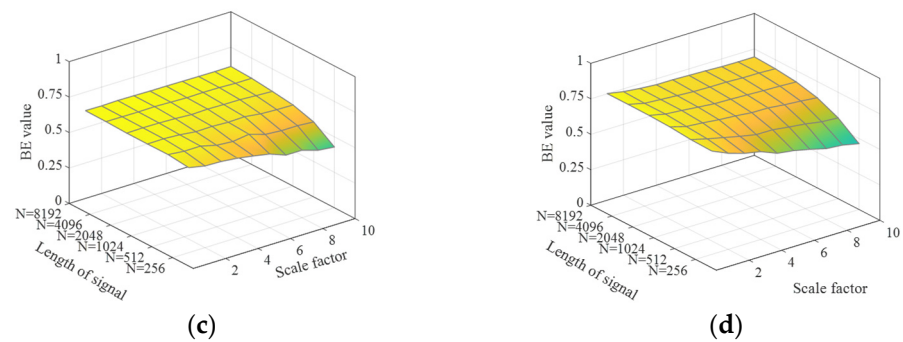 1
0.75
0.5
0.25
0
BE value
N=8192
N=4096
N=2048
N=1024
N=512
N=256
Length of signal
2
4
6
8
10
Scale factor
(c)
1
0.75
0.5
0.25
0
BE value
N=8192
N=4096
N=2048
N=1024
N=512
N=256
Length of signal
2
4
6
8
10
Scale factor
(d)